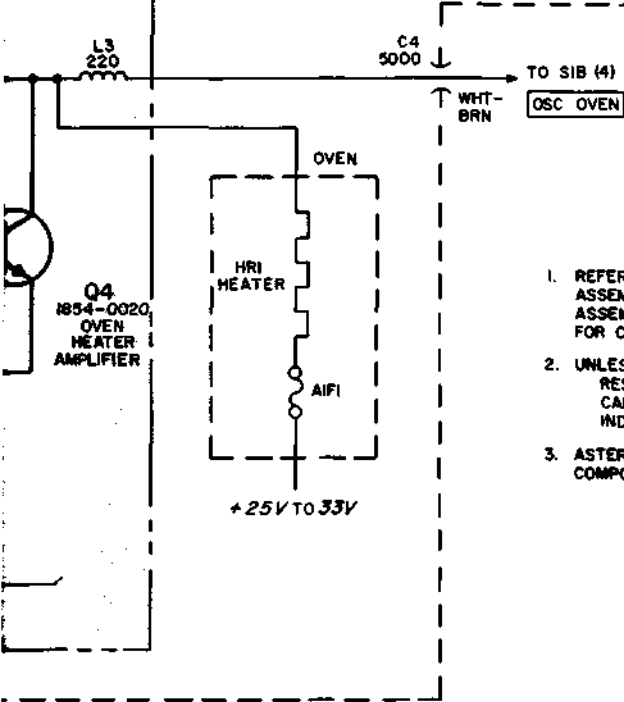 L3
220
C4
5000
TO SIB (4)
WHT-
BRN
OSC OVEN
OVEN
HRI
HEATER
Q4
1854-0020
OVEN
HEATER
AMPLIFIER
AIFI
+25V TO 33V
1. REFER
ASSEM
ASSEM
FOR C
2. UNLES
RES
CA
IND
3. ASTER
COMPO